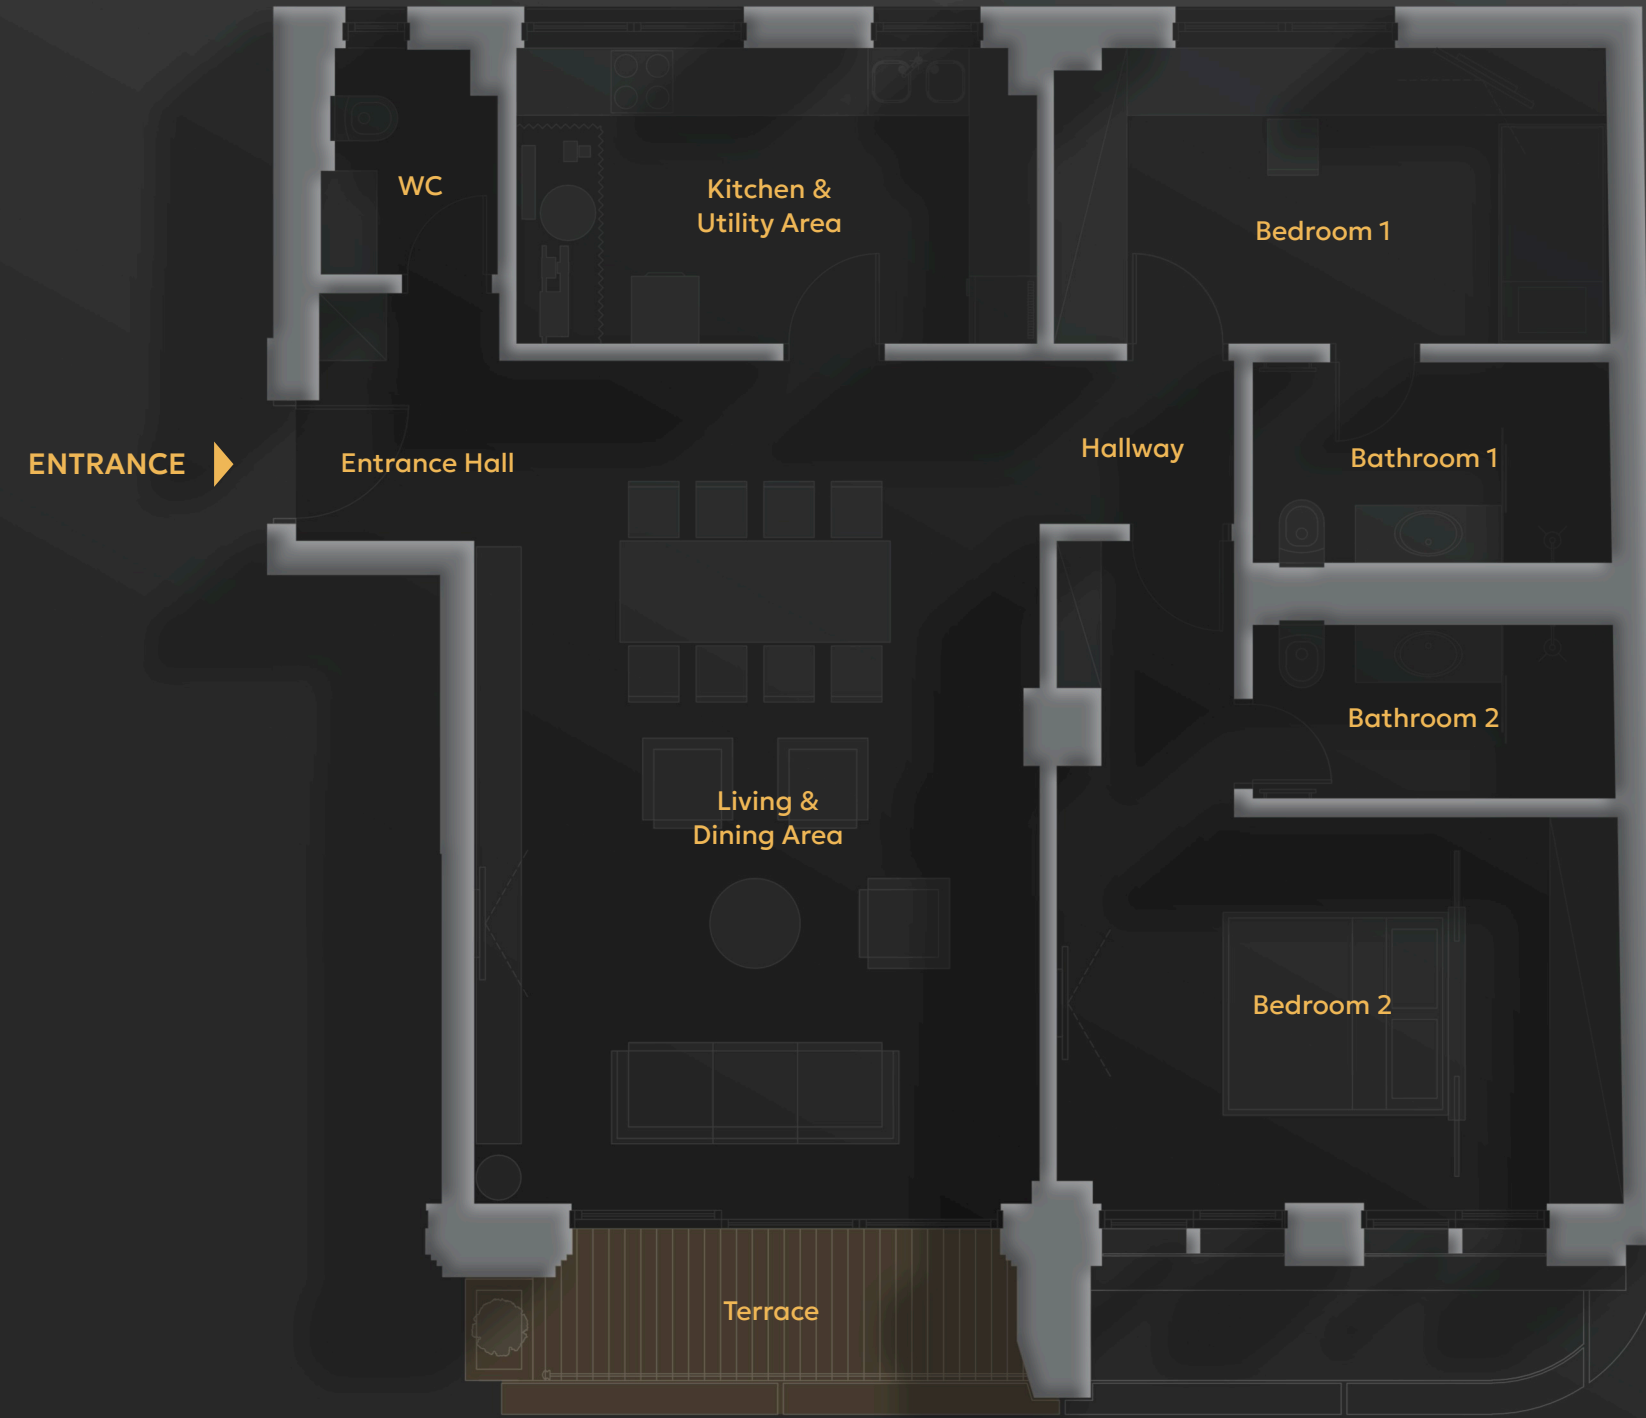 WC
Kitchen &
Utility Area
Bedroom 1
ENTRANCE
Entrance Hall
Hallway
Bathroom 1
Bathroom 2
Living &
Dining Area
Bedroom 2
Terrace